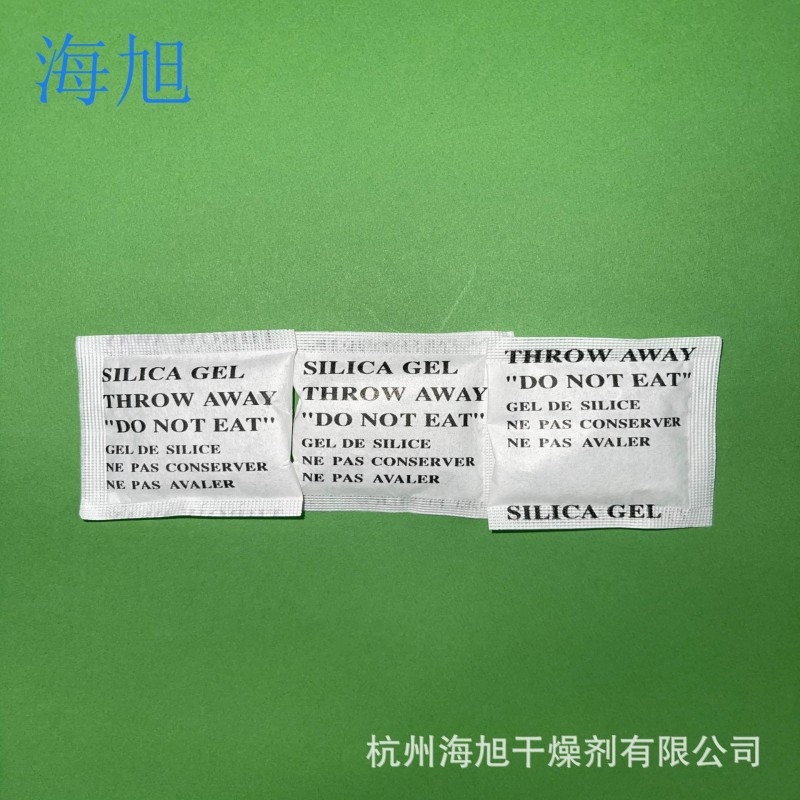 海旭
SILICA GEL
THROW AWAY
"DO NOT EAT"
GEL DE SILICE
NE PAS CONSERVER
NE PAS AVALER
SILICA GEL
THROW AWAY
"DO NOT EAT"
GEL DE SILICE
NE PAS CONSERVER
NE PAS AVALER
THROW AWAY
"DO NOT EAT"
GEL DE SILICE
NE PAS CONSERVER
NE PAS AVALER
SILICA GEL
杭州海旭干燥剂有限公司